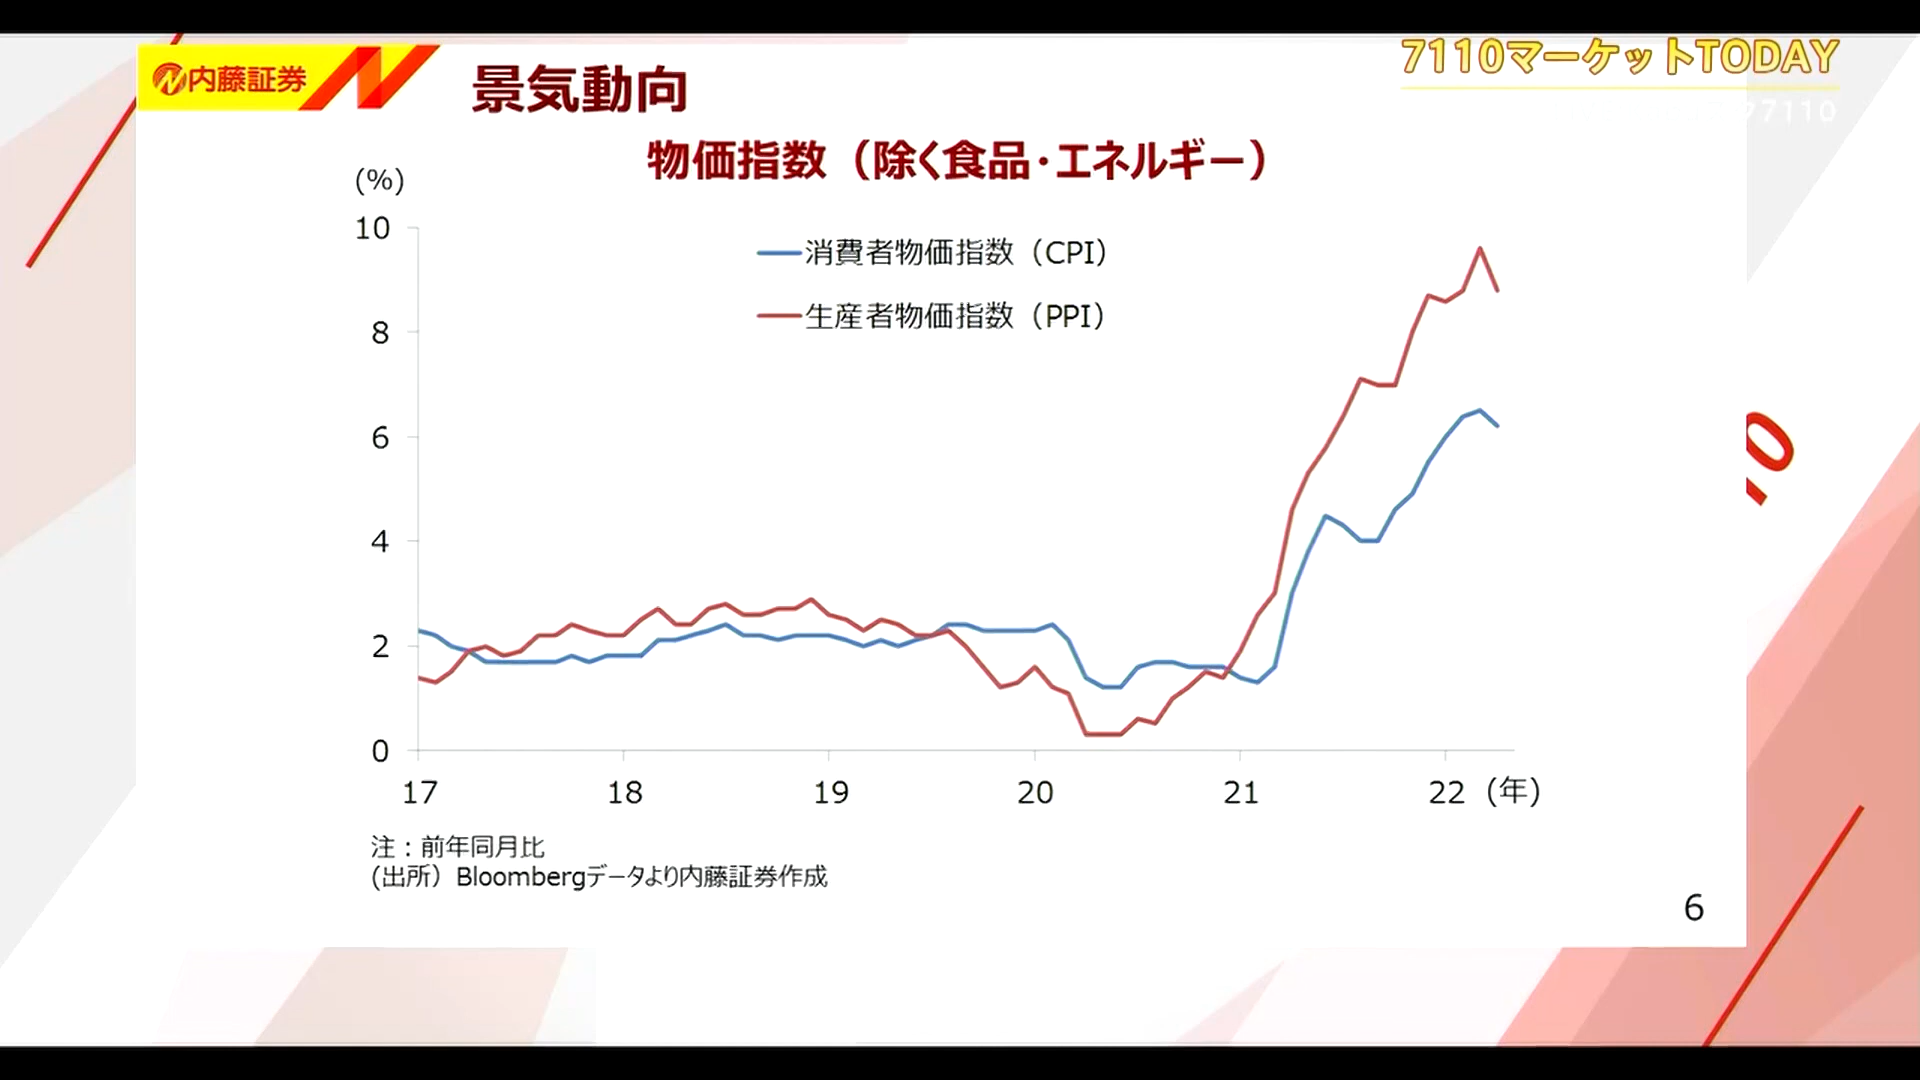 内藤証券
景気動向
7110マーケットTODAY
7110
物価指数（除く食品・エネルギー）
(%)
消費者物価指数（CPI）
生産者物価指数（PPI）
10
8
6
4
2
0
17 18 19 20 21 22 (年)
注：前年同月比
(出所）Bloombergデータより内藤証券作成
6
10